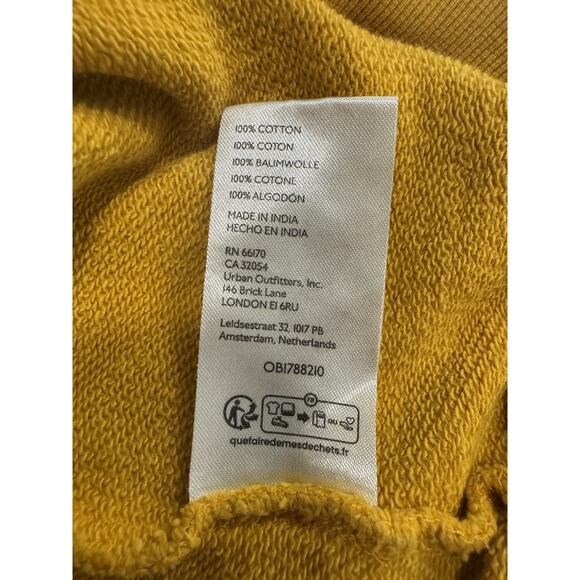 100% COTTON
100% COTON
100% BAUMWOLLE
100% COTONE
100% ALGODÓN
MADE IN INDIA
HECHO EN INDIA
RN 66170
CA 32054
Urban Outfitters, Inc.
146 Brick Lane
LONDON E1 6RU
Leidsestraat 32, 1017 PB
Amsterdam, Netherlands
OB1788210
FR
OU
quefairedemesdechets.fr